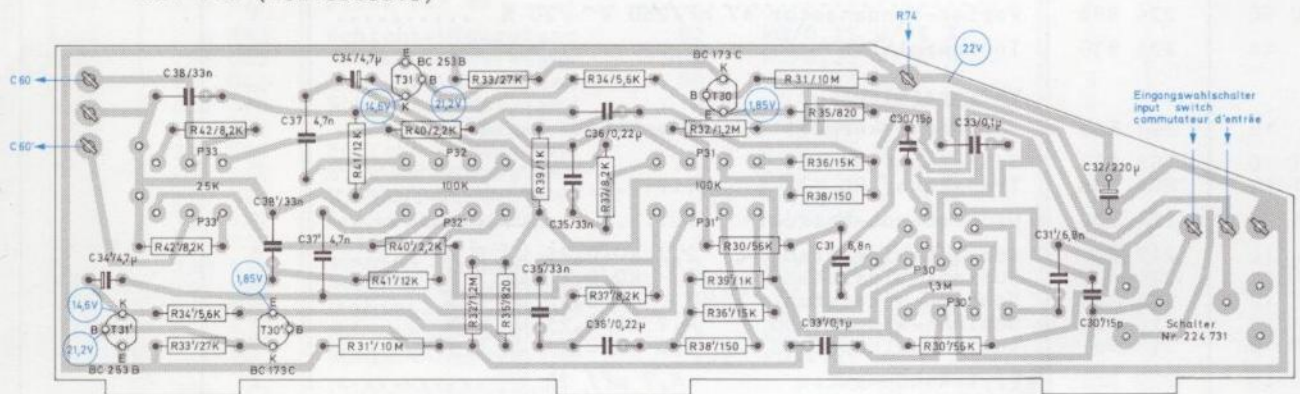 R74
22V
C34/4,7µ
E
BC 253 B
T31
B
K
14,6V
21,2V
BC 173 C
K
B
T30
E
1,85V
C 60
C38/33n
R33/27K
R34/5,6K
R31/10M
R35/820
Eingangswahlschalter
input switch
commutateur d'entrée
C37 4,7n
R42/8,2K
R40/2,2K
C36/0,22µ
R32/1,2M
C30/15p
C33/0,1µ
C 60'
P33
R41/12K
P32
R39/1K
R37/8,2K
P31
R36/15K
C32/220µ
25K
100K
100K
R38/150
C38'/33n
P33'
P32'
C35/33n
P31'
R42'/8,2K
C37' 4,7n
R40'/2,2K
R30/56K
C31 6,8n
C31'/6,8n
C34'/4,7µ
1,85V
R41'/12K
R32'/1,2M
R35'/820
C35'/33n
R39'/1K
P30
1,3M
R37'/8,2K
14,6V
K
B
T31'
E
R34'/5,6K
E
T30'
B
K
R36'/15K
P30'
C30'/15p
Schalter
Nr. 224 731
21,2V
R33'/27K
R31'/10M
C36'/0,22µ
R38'/150
C33'/0,1µ
R30'/56K
BC 253 B
BC 173 C